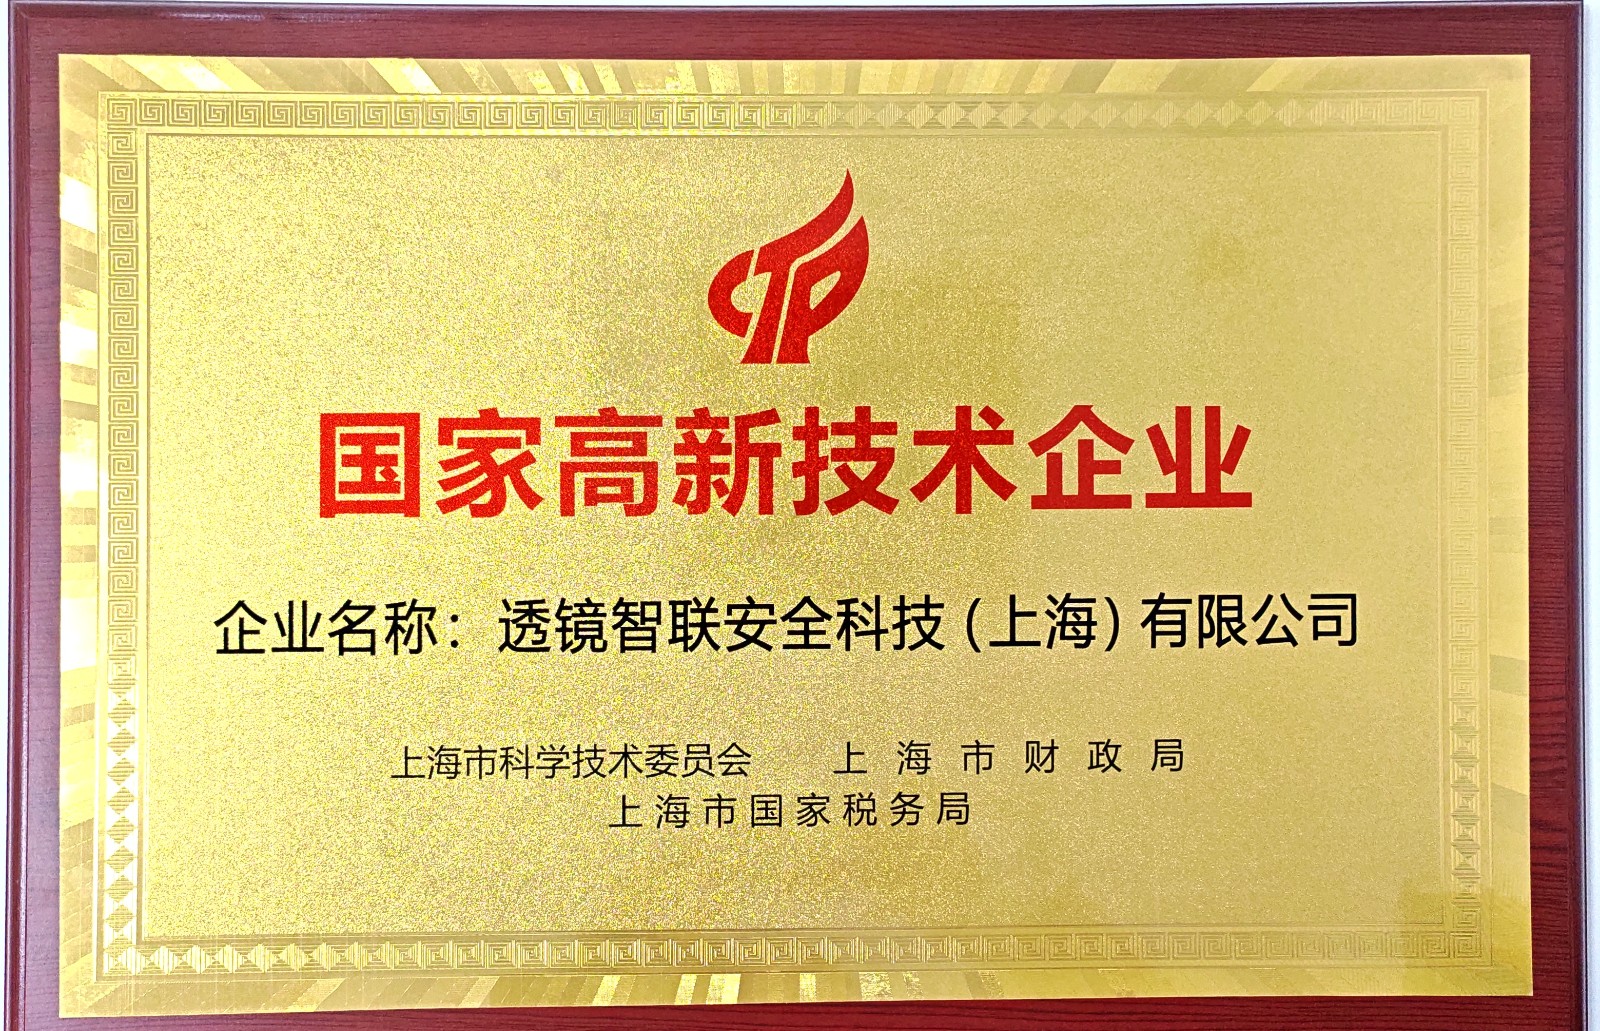 国家高新技术企业
企业名称：透镜智联安全科技（上海）有限公司
上海市科学技术委员会 上海市财政局
上海市国家税务局